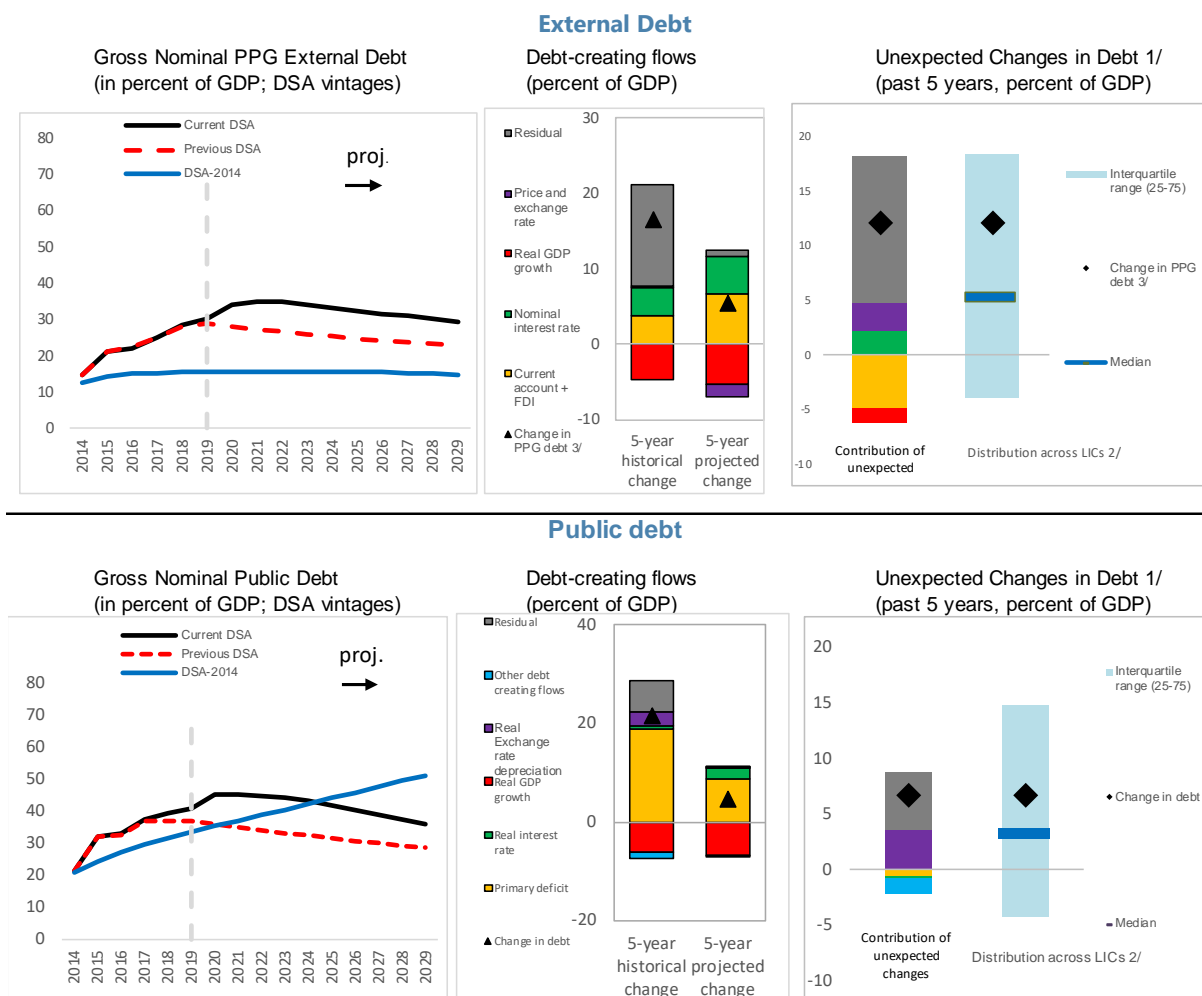 External Debt
Gross Nominal PPG External Debt
(in percent of GDP; DSA vintages)
Current DSA
Previous DSA
DSA-2014
proj.
80
70
60
50
40
30
20
10
0
2014
2015
2016
2017
2018
2019
2020
2021
2022
2023
2024
2025
2026
2027
2028
2029
Debt-creating flows
(percent of GDP)
Residual
Price and
exchange
rate
Real GDP
growth
Nominal
interest rate
Current
account +
FDI
Change in
PPG debt 3/
30
20
10
0
-10
5-year
historical
change
5-year
projected
change
Unexpected Changes in Debt 1/
(past 5 years, percent of GDP)
20
15
10
5
0
-5
-10
Interquartile
range (25-75)
Change in PPG
debt 3/
Median
Contribution of
unexpected
Distribution across LICs 2/
Public debt
Gross Nominal Public Debt
(in percent of GDP; DSA vintages)
Current DSA
Previous DSA
DSA-2014
proj.
80
70
60
50
40
30
20
10
0
2014
2015
2016
2017
2018
2019
2020
2021
2022
2023
2024
2025
2026
2027
2028
2029
Debt-creating flows
(percent of GDP)
Residual
Other debt
creating flows
Real
Exchange
rate
depreciation
Real GDP
growth
Real interest
rate
Primary deficit
Change in debt
40
20
0
-20
5-year
historical
change
5-year
projected
change
Unexpected Changes in Debt 1/
(past 5 years, percent of GDP)
20
15
10
5
0
-5
-10
Interquartile
range (25-75)
Change in debt
Median
Contribution of
unexpected
changes
Distribution across LICs 2/